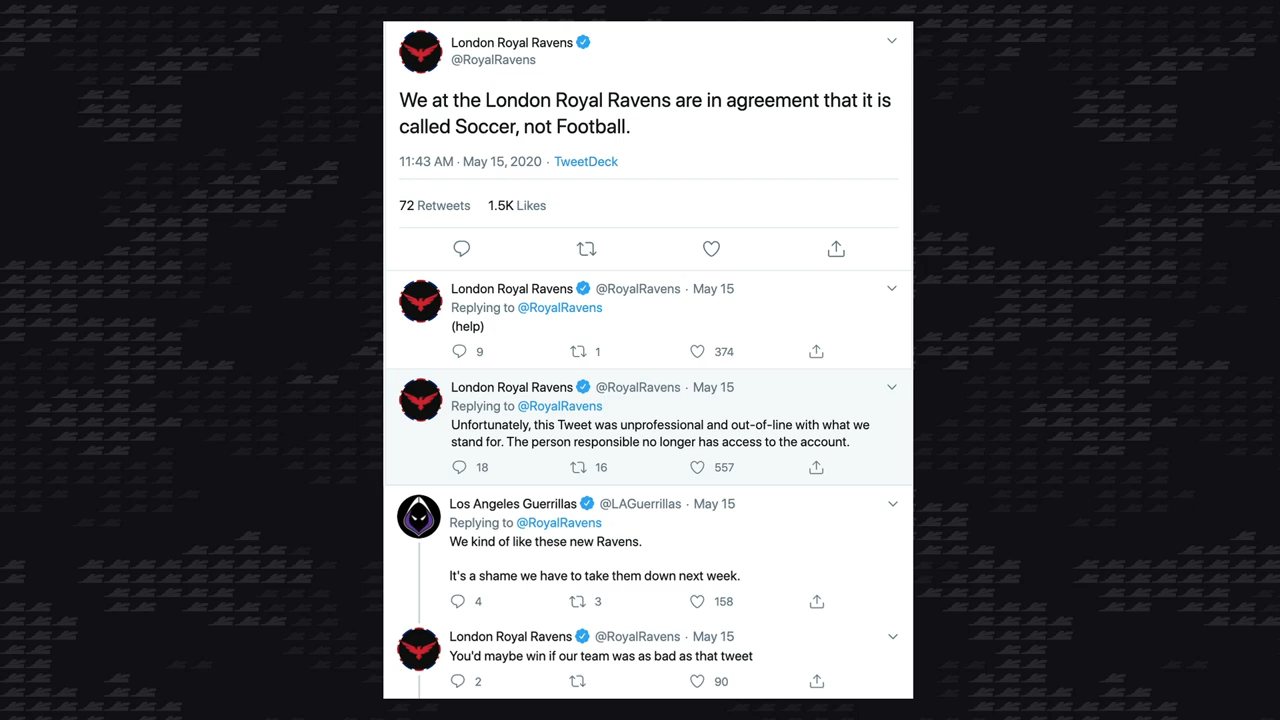 London Royal Ravens
@RoyalRavens
We at the London Royal Ravens are in agreement that it is
called Soccer, not Football.
11:43 AM · May 15, 2020 · TweetDeck
72 Retweets 1.5K Likes
London Royal Ravens @RoyalRavens · May 15
Replying to @RoyalRavens
(help)
9 1 374
London Royal Ravens @RoyalRavens · May 15
Replying to @RoyalRavens
Unfortunately, this Tweet was unprofessional and out-of-line with what we
stand for. The person responsible no longer has access to the account.
18 16 557
Los Angeles Guerrillas @LAGuerrillas · May 15
Replying to @RoyalRavens
We kind of like these new Ravens.
It's a shame we have to take them down next week.
4 3 158
London Royal Ravens @RoyalRavens · May 15
You'd maybe win if our team was as bad as that tweet
2 90